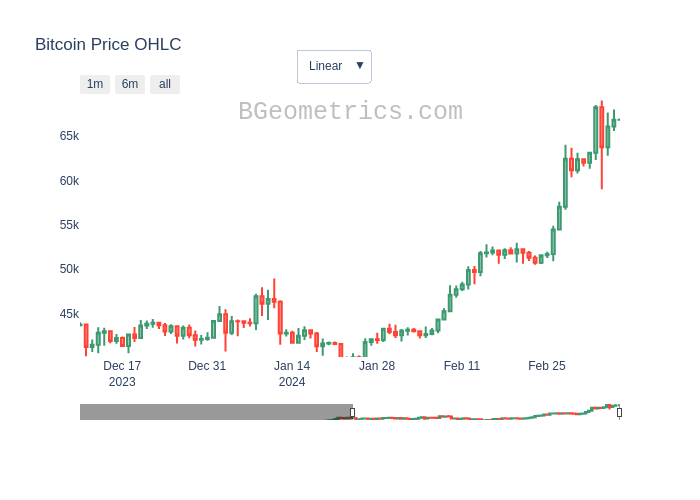 Bitcoin Price OHLC
Linear ▼
1m 6m all
BGeometrics.com
65k
60k
55k
50k
45k
Dec 17 Dec 31 Jan 14 Jan 28 Feb 11 Feb 25
2023 2024